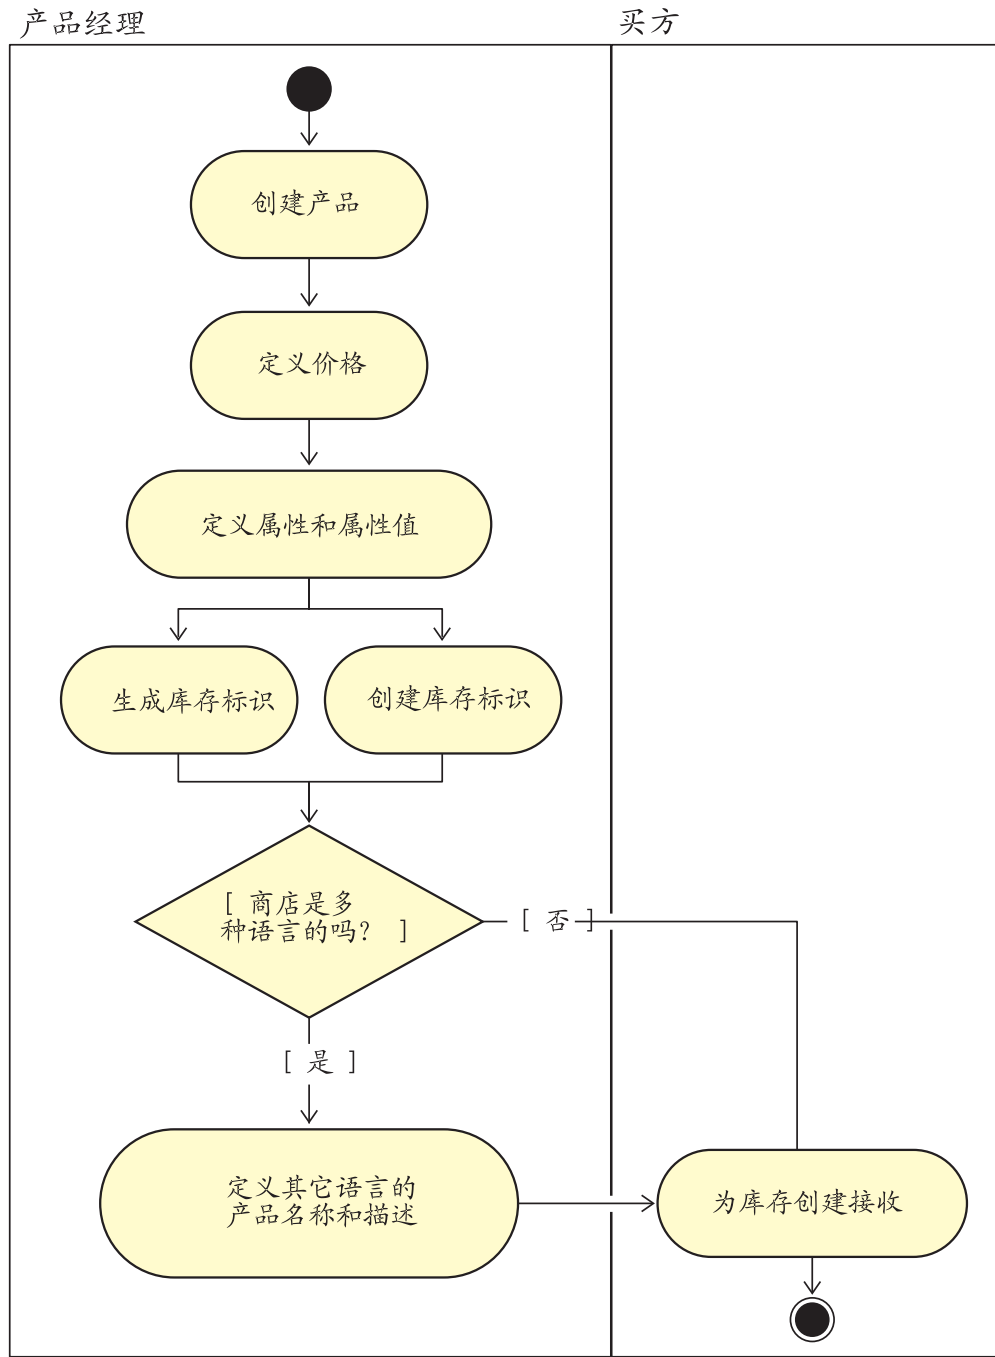 产品经理
买方
创建产品
定义价格
定义属性和属性值
生成库存标识
创建库存标识
[ 商店是多
种语言的吗? ]
[ 否 ]
[ 是 ]
定义其它语言的
产品名称和描述
为库存创建接收